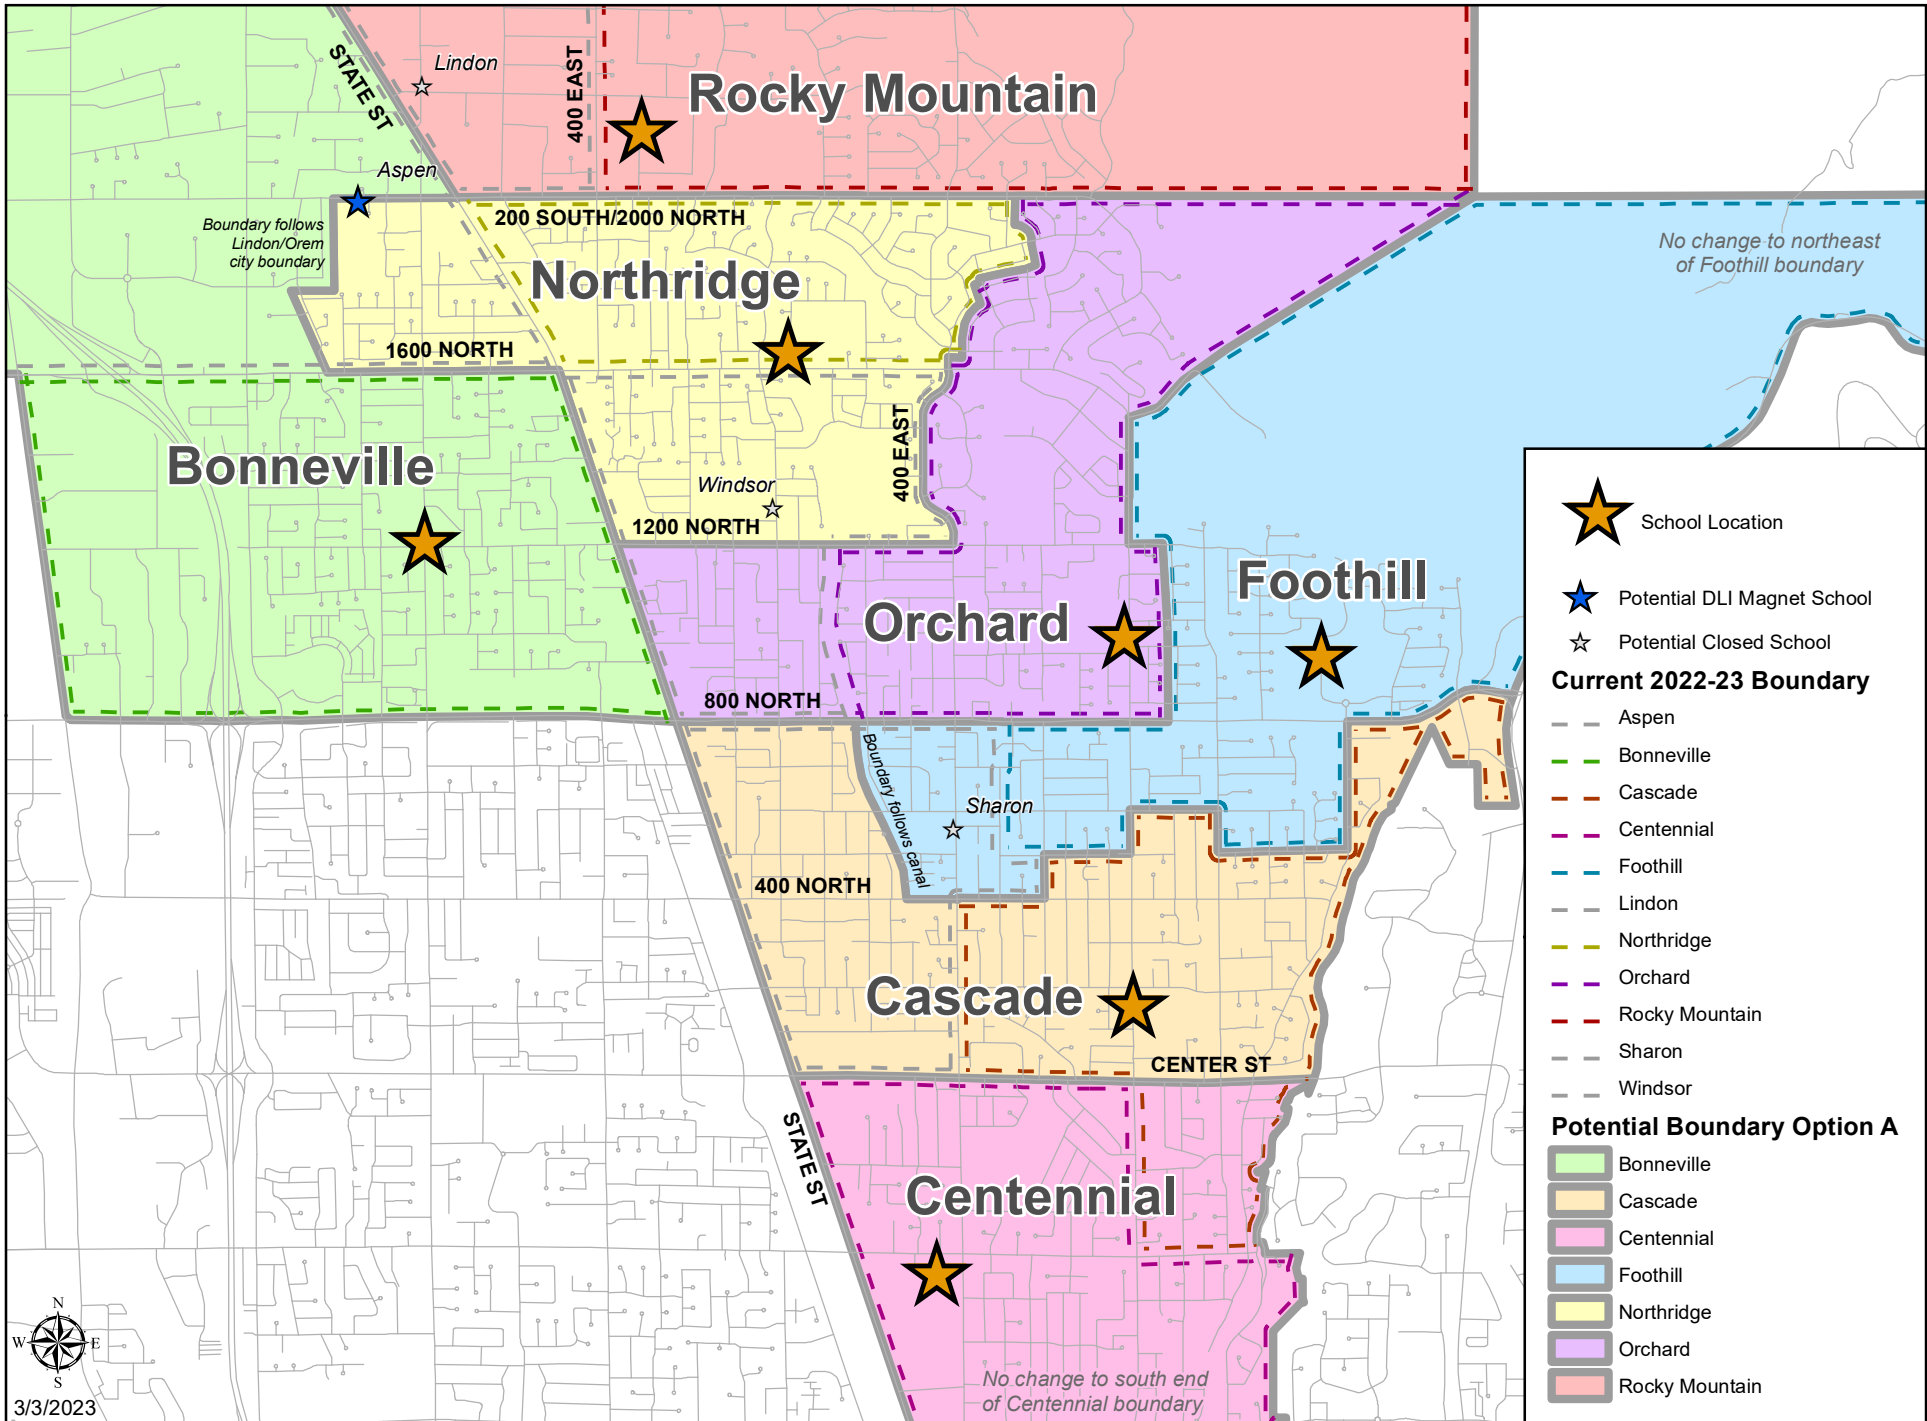 STATE ST
Lindon
400 EAST
Rocky Mountain
Aspen
Boundary follows
Lindon/Orem
city boundary
200 SOUTH/2000 NORTH
No change to northeast
of Foothill boundary
Northridge
1600 NORTH
Bonneville
400 EAST
Windsor
1200 NORTH
Foothill
Orchard
800 NORTH
Boundary follows canal
Sharon
400 NORTH
Cascade
CENTER ST
STATE ST
Centennial
No change to south end
of Centennial boundary
N
W
E
S
3/3/2023
School Location
Potential DLI Magnet School
Potential Closed School
Current 2022-23 Boundary
Aspen
Bonneville
Cascade
Centennial
Foothill
Lindon
Northridge
Orchard
Rocky Mountain
Sharon
Windsor
Potential Boundary Option A
Bonneville
Cascade
Centennial
Foothill
Northridge
Orchard
Rocky Mountain